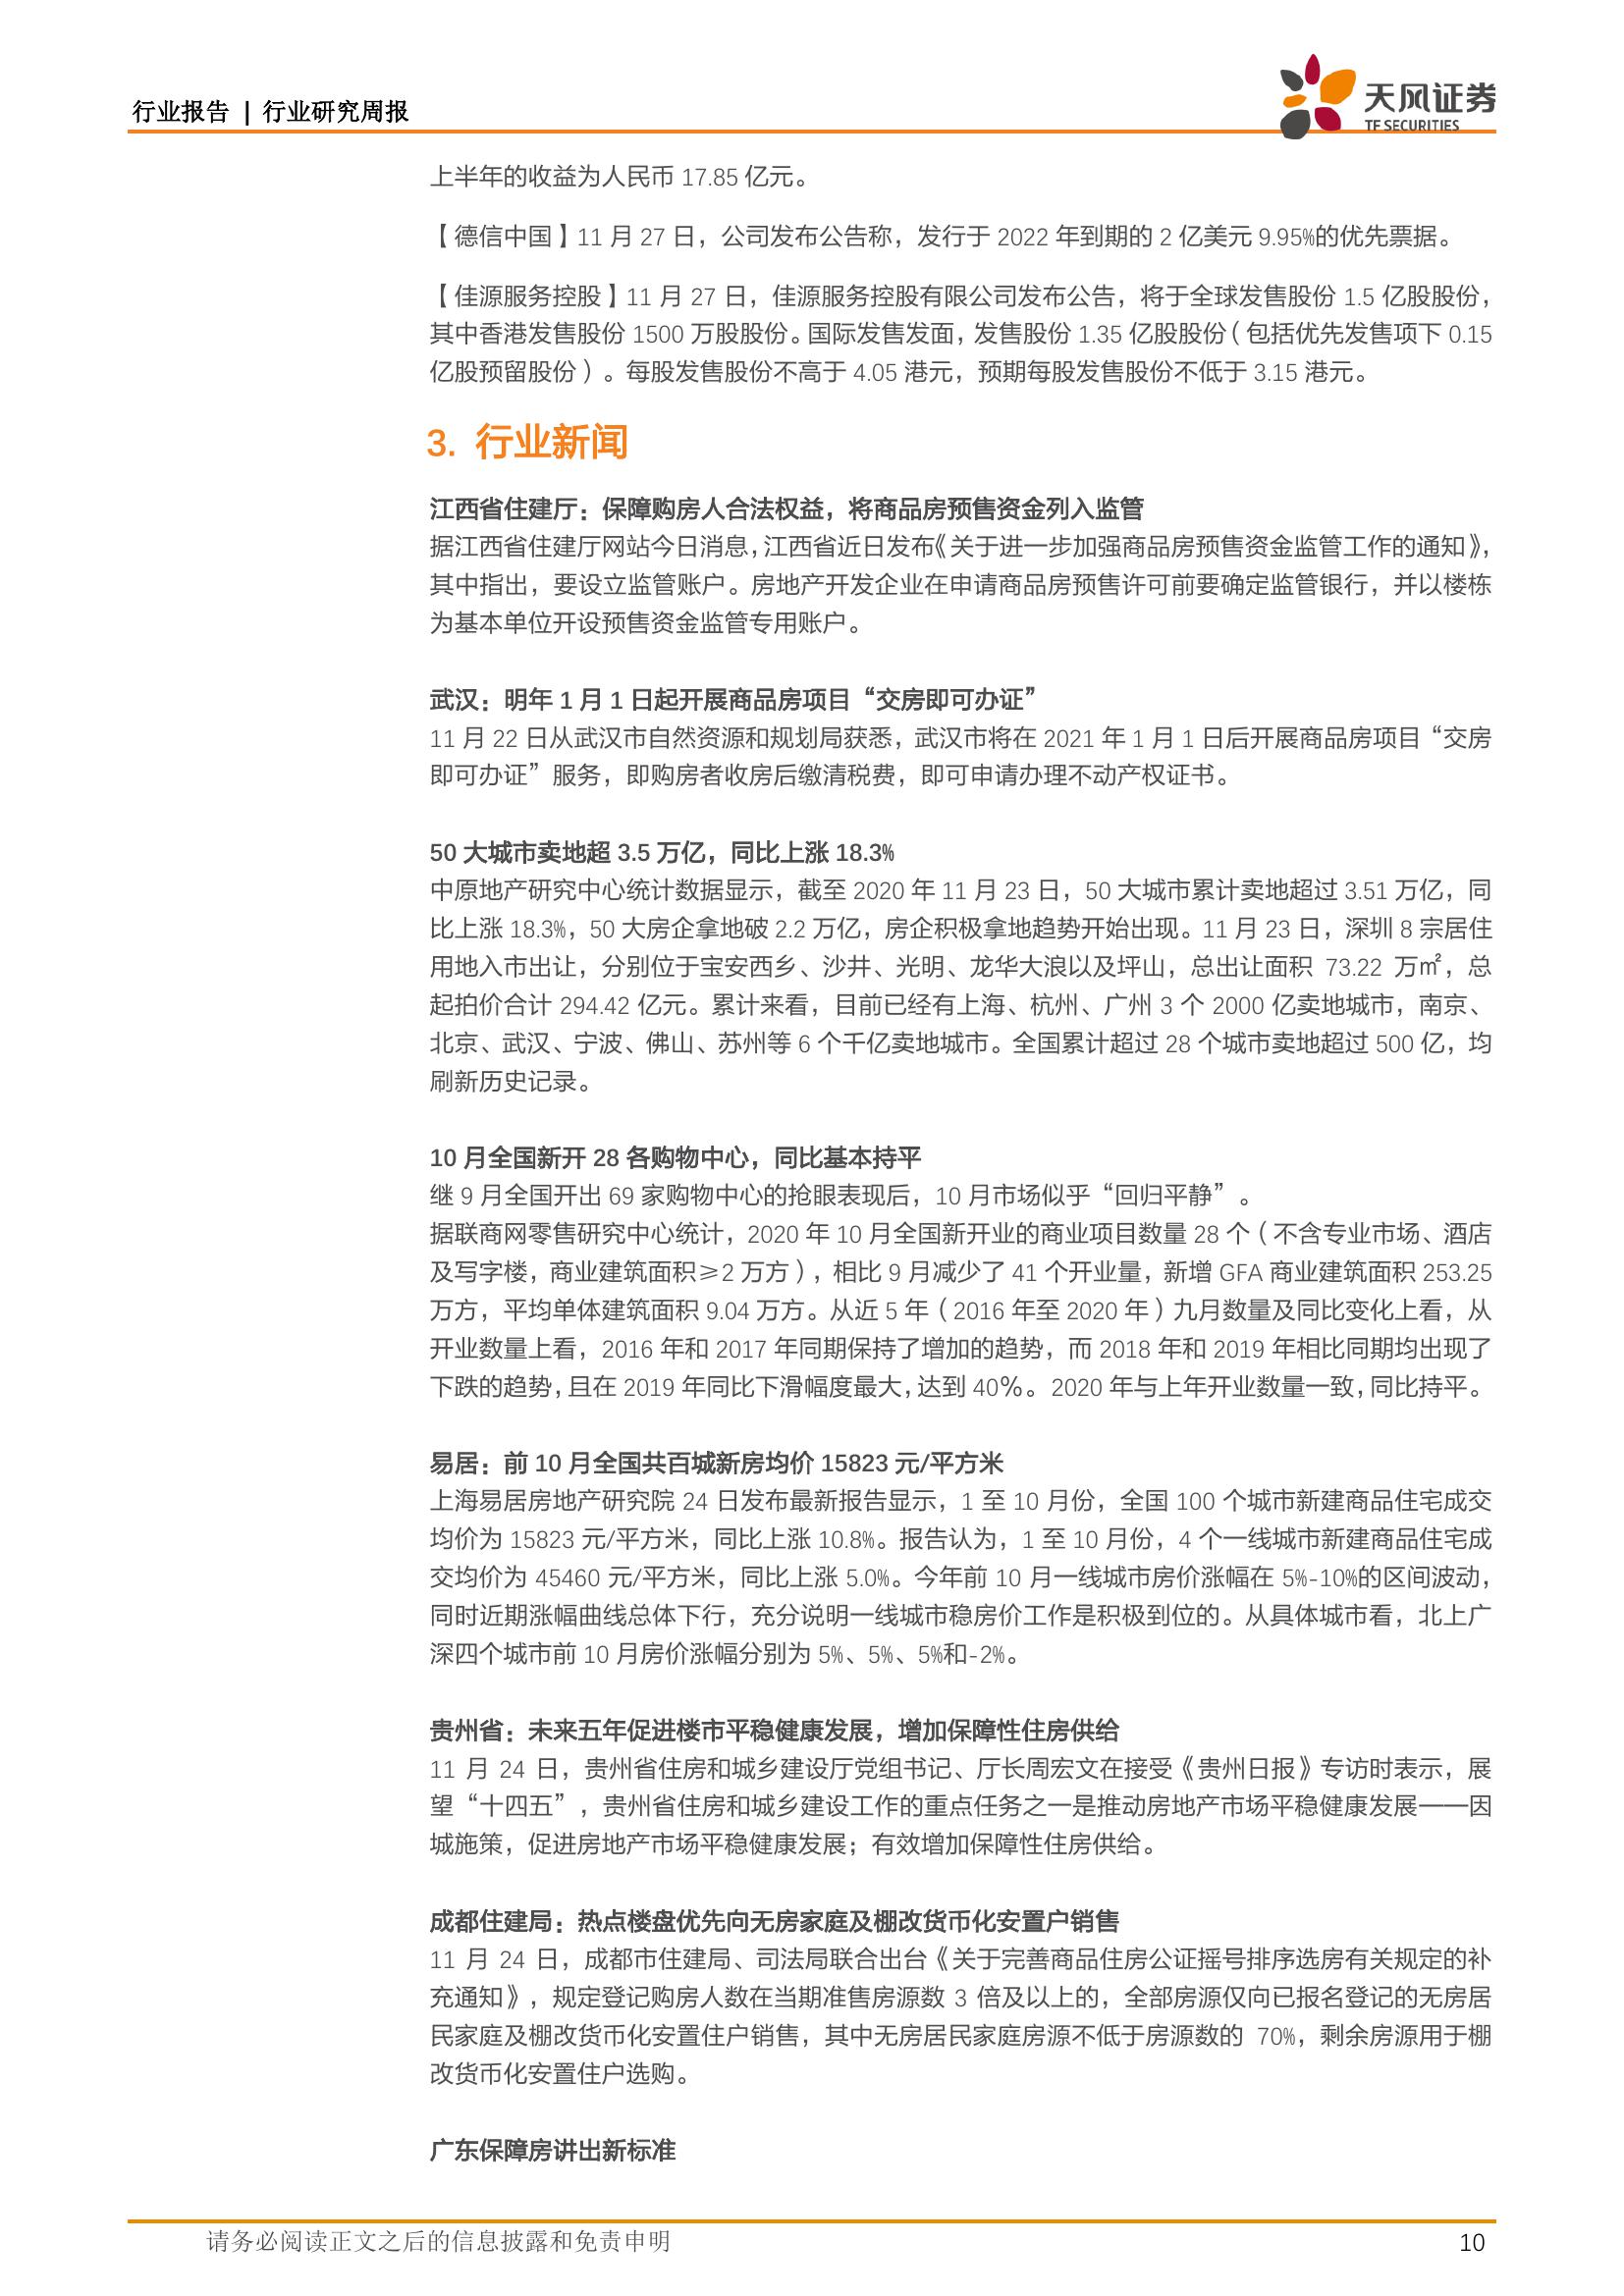 行业报告 | 行业研究周报
天风证券
TF SECURITIES
上半年的收益为人民币 17.85 亿元。
【德信中国】11 月 27 日，公司发布公告称，发行于 2022 年到期的 2 亿美元 9.95%的优先票据。
【佳源服务控股】11 月 27 日，佳源服务控股有限公司发布公告，将于全球发售股份 1.5 亿股股份，
其中香港发售股份 1500 万股股份。国际发售发面，发售股份 1.35 亿股股份（包括优先发售项下 0.15
亿股预留股份）。每股发售股份不高于 4.05 港元，预期每股发售股份不低于 3.15 港元。
3. 行业新闻
江西省住建厅：保障购房人合法权益，将商品房预售资金列入监管
据江西省住建厅网站今日消息，江西省近日发布《关于进一步加强商品房预售资金监管工作的通知》，
其中指出，要设立监管账户。房地产开发企业在申请商品房预售许可前要确定监管银行，并以楼栋
为基本单位开设预售资金监管专用账户。
武汉：明年 1 月 1 日起开展商品房项目“交房即可办证”
11 月 22 日从武汉市自然资源和规划局获悉，武汉市将在 2021 年 1 月 1 日后开展商品房项目“交房
即可办证”服务，即购房者收房后缴清税费，即可申请办理不动产权证书。
50 大城市卖地超 3.5 万亿，同比上涨 18.3%
中原地产研究中心统计数据显示，截至 2020 年 11 月 23 日，50 大城市累计卖地超过 3.51 万亿，同
比上涨 18.3%，50 大房企拿地破 2.2 万亿，房企积极拿地趋势开始出现。11 月 23 日，深圳 8 宗居住
用地入市出让，分别位于宝安西乡、沙井、光明、龙华大浪以及坪山，总出让面积 73.22 万㎡，总
起拍价合计 294.42 亿元。累计来看，目前已经有上海、杭州、广州 3 个 2000 亿卖地城市，南京、
北京、武汉、宁波、佛山、苏州等 6 个千亿卖地城市。全国累计超过 28 个城市卖地超过 500 亿，均
刷新历史记录。
10 月全国新开 28 各购物中心，同比基本持平
继 9 月全国开出 69 家购物中心的抢眼表现后，10 月市场似乎“回归平静”。
据联商网零售研究中心统计，2020 年 10 月全国新开业的商业项目数量 28 个（不含专业市场、酒店
及写字楼，商业建筑面积≥2 万方），相比 9 月减少了 41 个开业量，新增 GFA 商业建筑面积 253.25
万方，平均单体建筑面积 9.04 万方。从近 5 年（2016 年至 2020 年）九月数量及同比变化上看，从
开业数量上看，2016 年和 2017 年同期保持了增加的趋势，而 2018 年和 2019 年相比同期均出现了
下跌的趋势，且在 2019 年同比下滑幅度最大，达到 40%。2020 年与上年开业数量一致，同比持平。
易居：前 10 月全国共百城新房均价 15823 元/平方米
上海易居房地产研究院 24 日发布最新报告显示，1 至 10 月份，全国 100 个城市新建商品住宅成交
均价为 15823 元/平方米，同比上涨 10.8%。报告认为，1 至 10 月份，4 个一线城市新建商品住宅成
交均价为 45460 元/平方米，同比上涨 5.0%。今年前 10 月一线城市房价涨幅在 5%-10%的区间波动，
同时近期涨幅曲线总体下行，充分说明一线城市稳房价工作是积极到位的。从具体城市看，北上广
深四个城市前 10 月房价涨幅分别为 5%、5%、5%和-2%。
贵州省：未来五年促进楼市平稳健康发展，增加保障性住房供给
11 月 24 日，贵州省住房和城乡建设厅党组书记、厅长周宏文在接受《贵州日报》专访时表示，展
望“十四五”，贵州省住房和城乡建设工作的重点任务之一是推动房地产市场平稳健康发展——因
城施策，促进房地产市场平稳健康发展；有效增加保障性住房供给。
成都住建局：热点楼盘优先向无房家庭及棚改货币化安置户销售
11 月 24 日，成都市住建局、司法局联合出台《关于完善商品住房公证摇号排序选房有关规定的补
充通知》，规定登记购房人数在当期准售房源数 3 倍及以上的，全部房源仅向已报名登记的无房居
民家庭及棚改货币化安置住户销售，其中无房居民家庭房源不低于房源数的 70%，剩余房源用于棚
改货币化安置住户选购。
广东保障房讲出新标准
请务必阅读正文之后的信息披露和免责申明
10